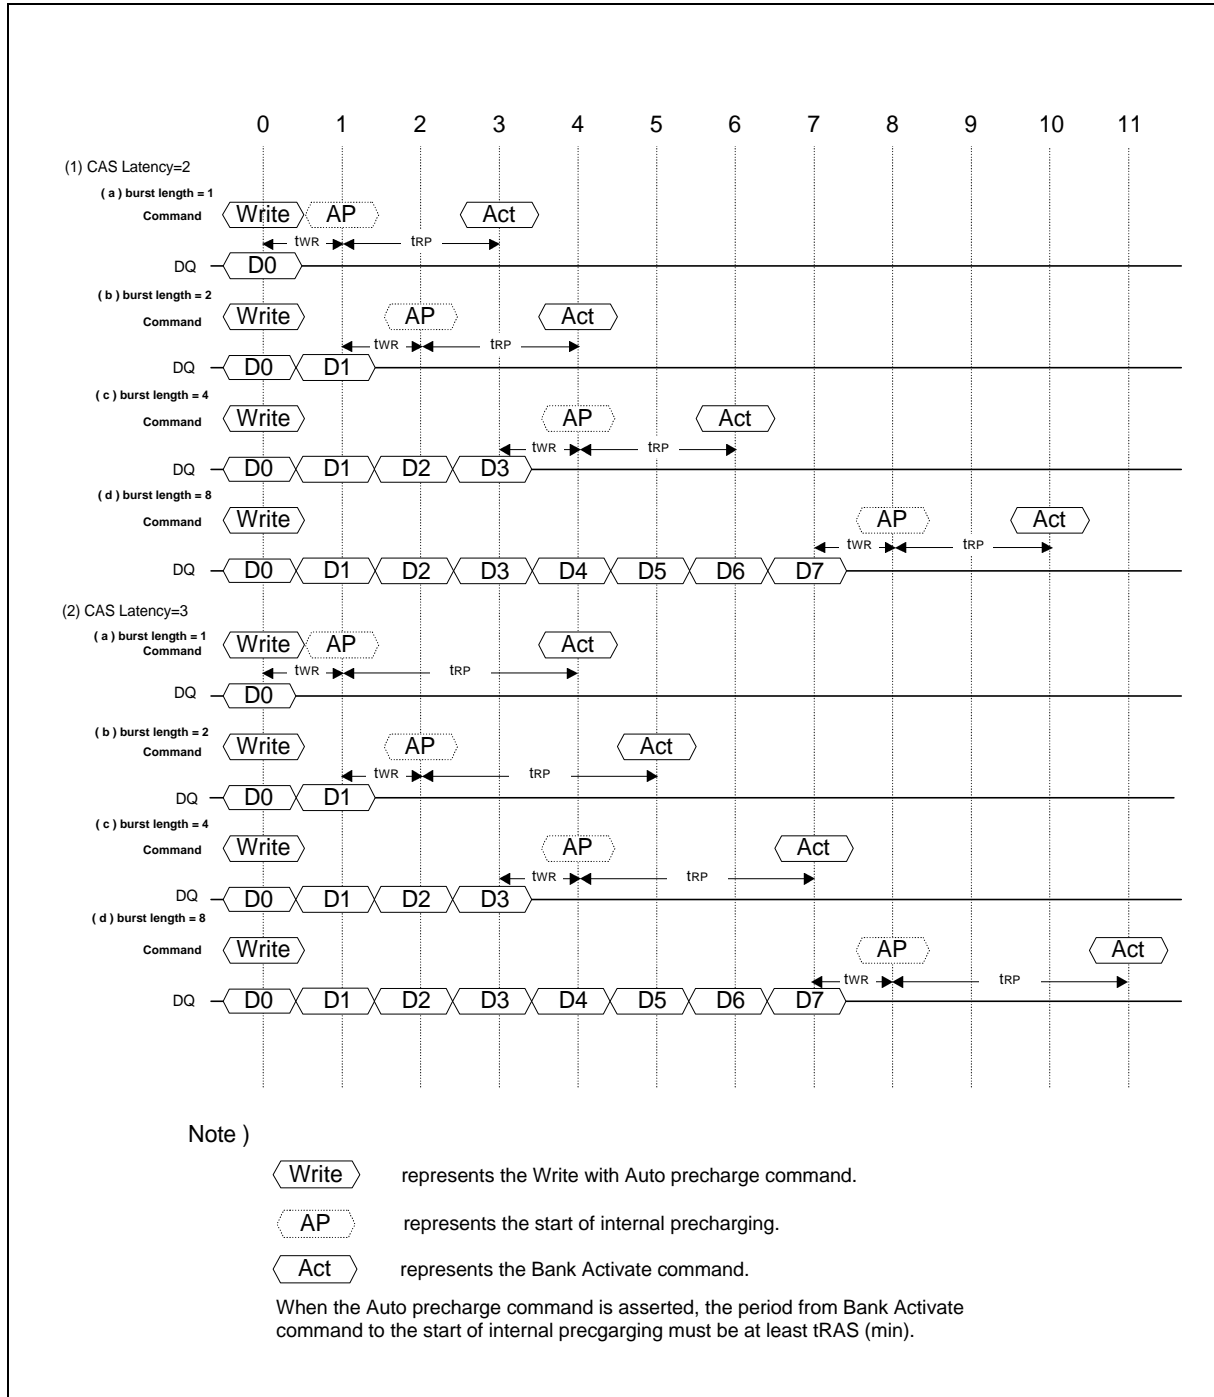 0 1 2 3 4 5 6 7 8 9 10 11
(1) CAS Latency=2
( a ) burst length = 1
Command Write AP Act
tWR tRP
DQ D0
( b ) burst length = 2
Command Write AP Act
tWR tRP
DQ D0 D1
( c ) burst length = 4
Command Write AP Act
tWR tRP
DQ D0 D1 D2 D3
( d ) burst length = 8
Command Write AP Act
tWR tRP
DQ D0 D1 D2 D3 D4 D5 D6 D7
(2) CAS Latency=3
( a ) burst length = 1
Command Write AP Act
tWR tRP
DQ D0
( b ) burst length = 2
Command Write AP Act
tWR tRP
DQ D0 D1
( c ) burst length = 4
Command Write AP Act
tWR tRP
DQ D0 D1 D2 D3
( d ) burst length = 8
Command Write AP Act
tWR tRP
DQ D0 D1 D2 D3 D4 D5 D6 D7
Note )
Write represents the Write with Auto precharge command.
AP represents the start of internal precharging.
Act represents the Bank Activate command.
When the Auto precharge command is asserted, the period from Bank Activate
command to the start of internal precgarging must be at least tRAS (min).